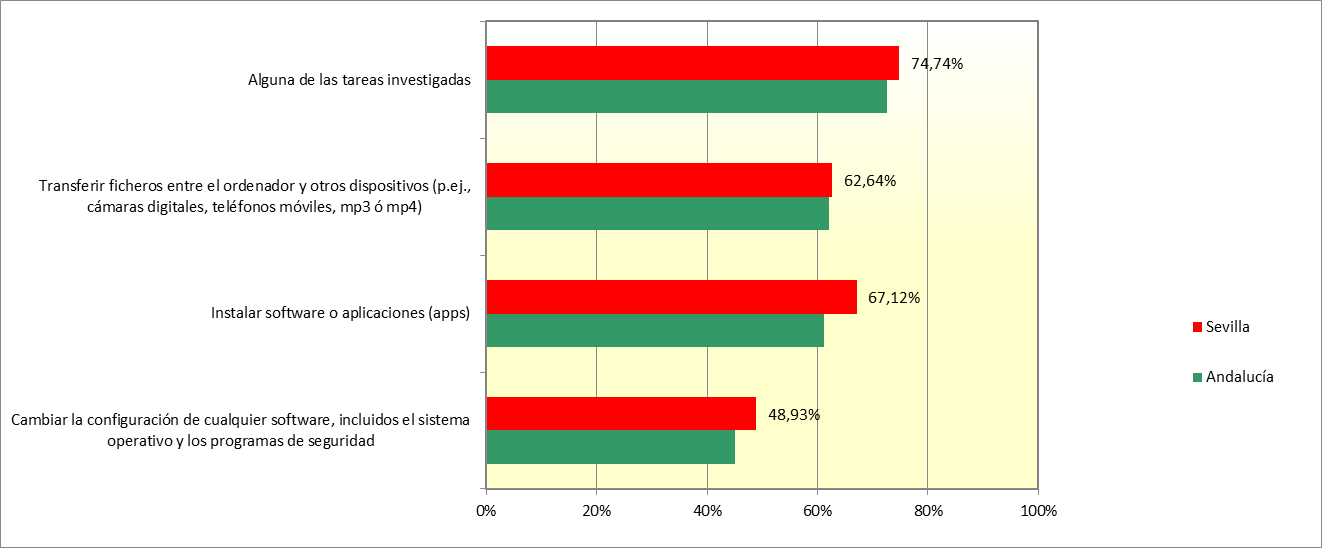 Alguna de las tareas investigadas
74,74%
Transferir ficheros entre el ordenador y otros dispositivos (p.ej.,
cámaras digitales, teléfonos móviles, mp3 ó mp4)
62,64%
Instalar software o aplicaciones (apps)
67,12%
Cambiar la configuración de cualquier software, incluidos el sistema
operativo y los programas de seguridad
48,93%
0%
20%
40%
60%
80%
100%
Sevilla
Andalucía